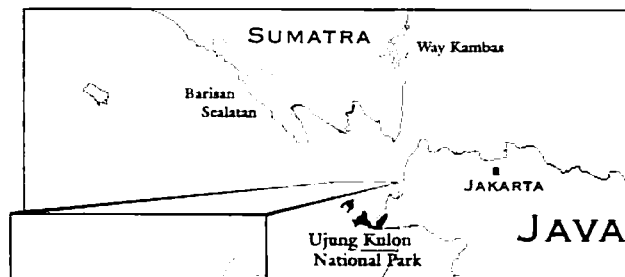 SUMATRA
Way Kambas
Barisan
Sealatan
JAKARTA
JAVA
Ujung Kulon
National Park